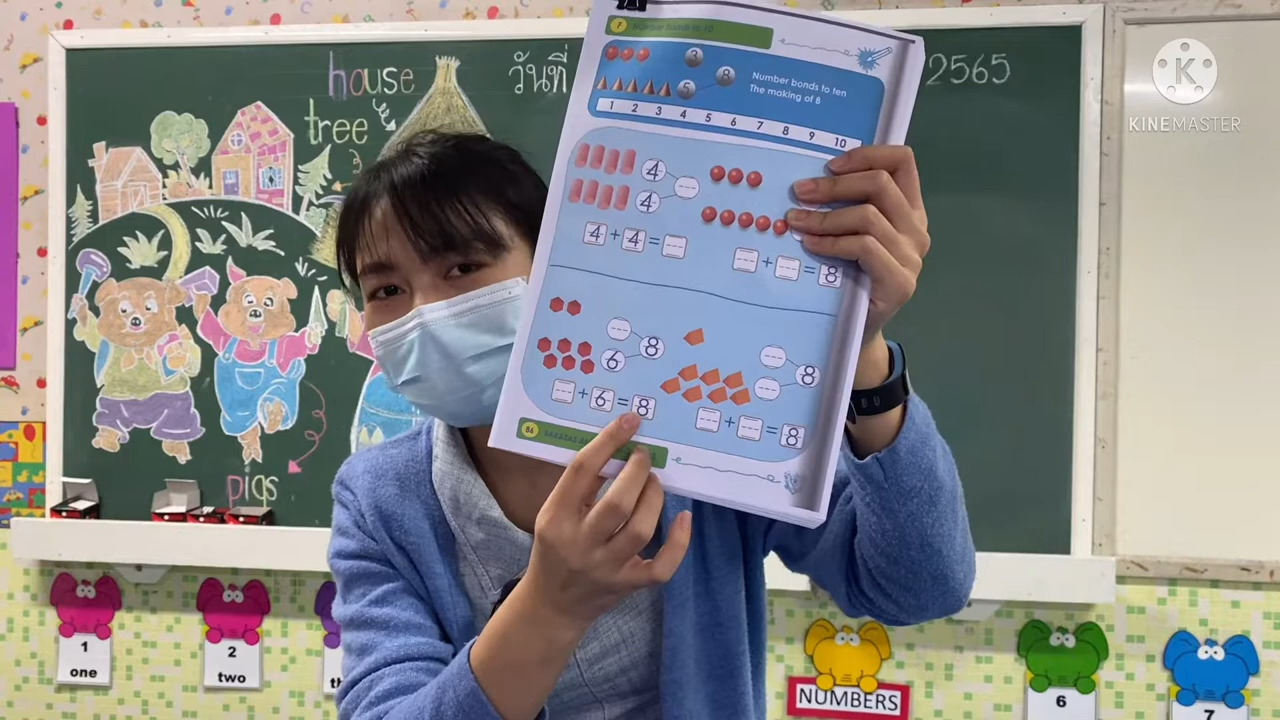 house
tree
วันที่
2565
KINEMASTER
7 Number bonds to 10
3
8
5
Number bonds to ten
The making of 8
1 2 3 4 5 6 7 8 9 10
4
4
4 + 4 =
+ = 8
8
6
+ 6 = 8
8
+ = 8
86
pigs
1
one
2
two
th
NUMBERS
6
7